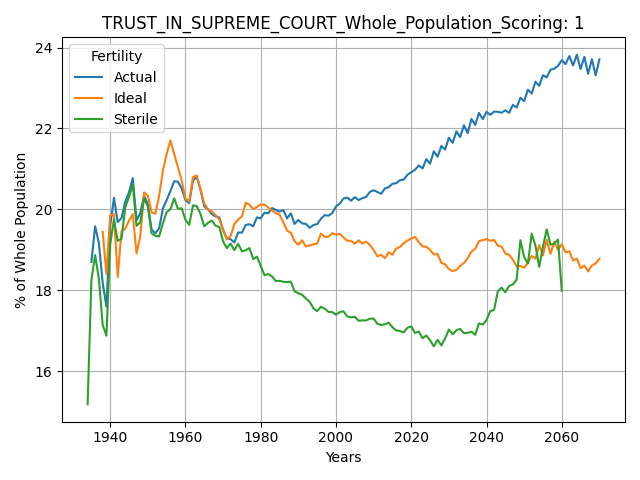 TRUST_IN_SUPREME_COURT_Whole_Population_Scoring: 1
Fertility
Actual
Ideal
Sterile
% of Whole Population
24
22
20
18
16
1940
1960
1980
2000
2020
2040
2060
Years